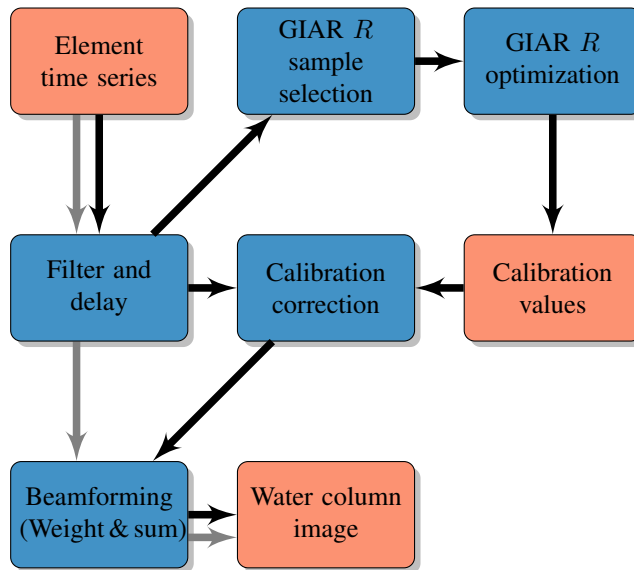 Element
time series
GIAR R
sample
selection
GIAR R
optimization
Filter and
delay
Calibration
correction
Calibration
values
Beamforming
(Weight & sum)
Water column
image